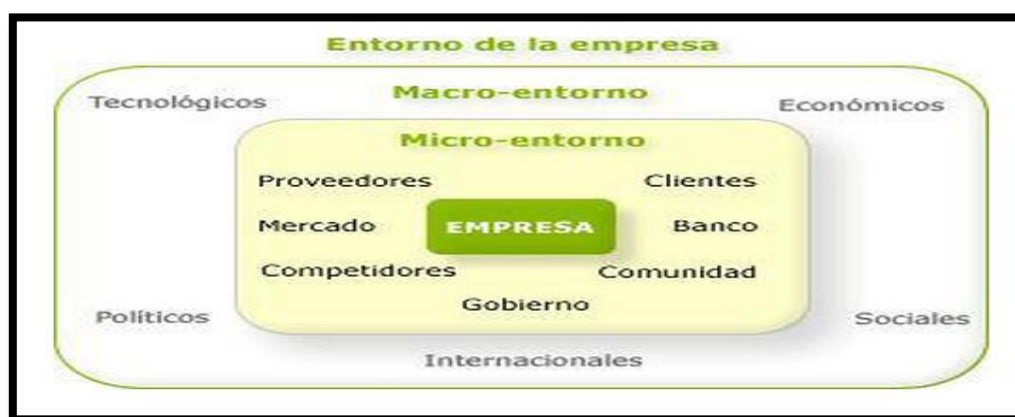 Entorno de la empresa
Macro-entorno
Tecnológicos
Económicos
Micro-entorno
Proveedores
Clientes
Mercado
EMPRESA
Banco
Competidores
Comunidad
Gobierno
Políticos
Sociales
Internacionales